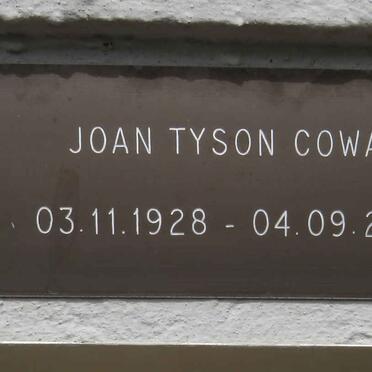 JOAN TYSON COWA
03.11.1928 - 04.09.2